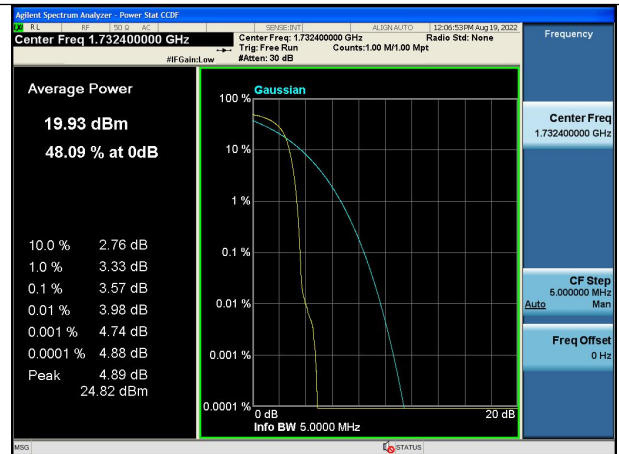 Agilent Spectrum Analyzer - Power Stat CCDF
RL RF 50 Ω AC SENSE:INT ALIGN AUTO 12:06:53PM Aug 19, 2022
Center Freq 1.732400000 GHz
Center Freq: 1.732400000 GHz Radio Std: None
Trig: Free Run Counts:1.00 M/1.00 Mpt
#IFGain:Low #Atten: 30 dB
Frequency
Average Power
19.93 dBm
48.09 % at 0dB
10.0 % 2.76 dB
1.0 % 3.33 dB
0.1 % 3.57 dB
0.01 % 3.98 dB
0.001 % 4.74 dB
0.0001 % 4.88 dB
Peak 4.89 dB
24.82 dBm
Gaussian
100 %
10 %
1 %
0.1 %
0.01 %
0.001 %
0.0001 %
0 dB 20 dB
Info BW 5.0000 MHz
Center Freq
1.732400000 GHz
CF Step
5.000000 MHz
Auto Man
Freq Offset
0 Hz
MSG STATUS